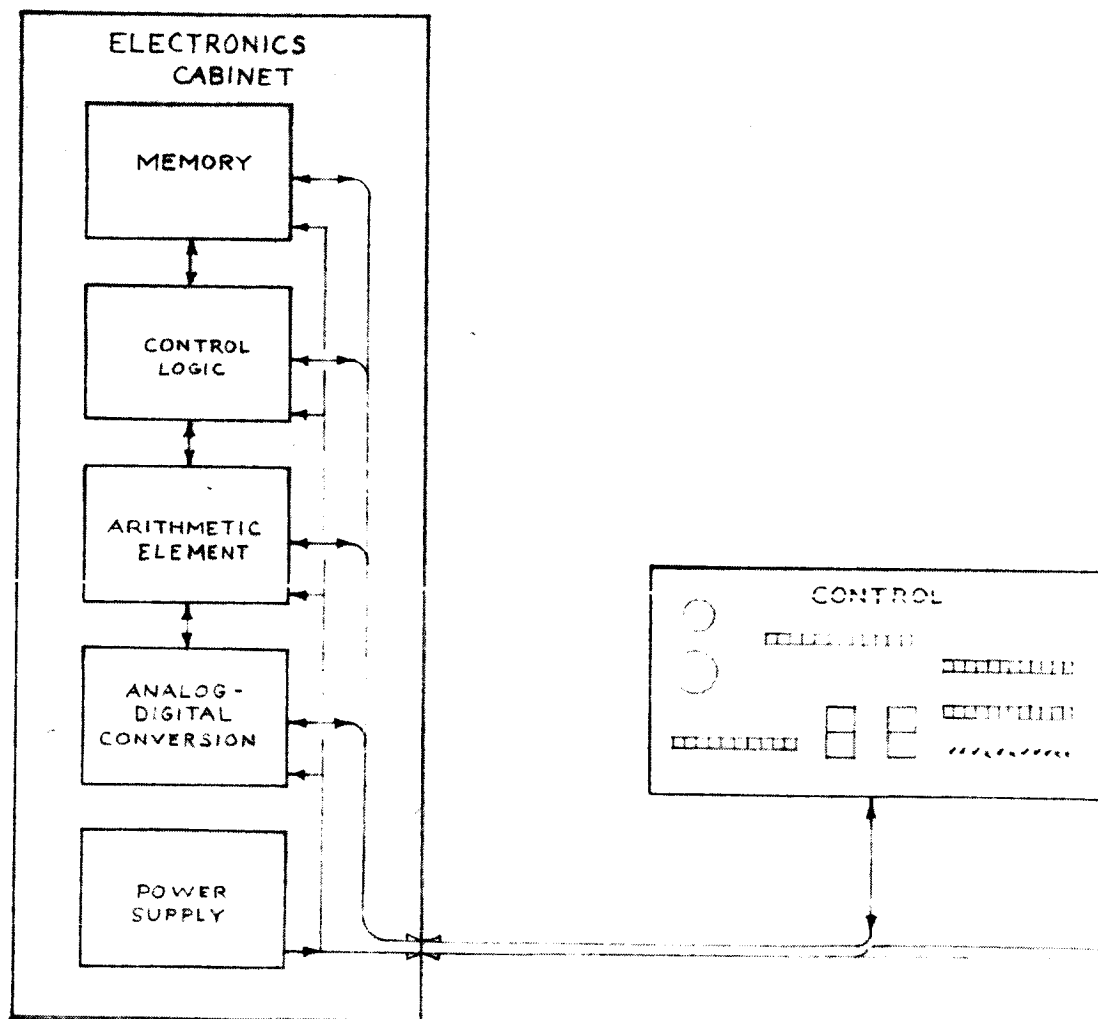 ELECTRONICS
CABINET
MEMORY
CONTROL
LOGIC
ARITHMETIC
ELEMENT
ANALOG-
DIGITAL
CONVERSION
POWER
SUPPLY
CONTROL